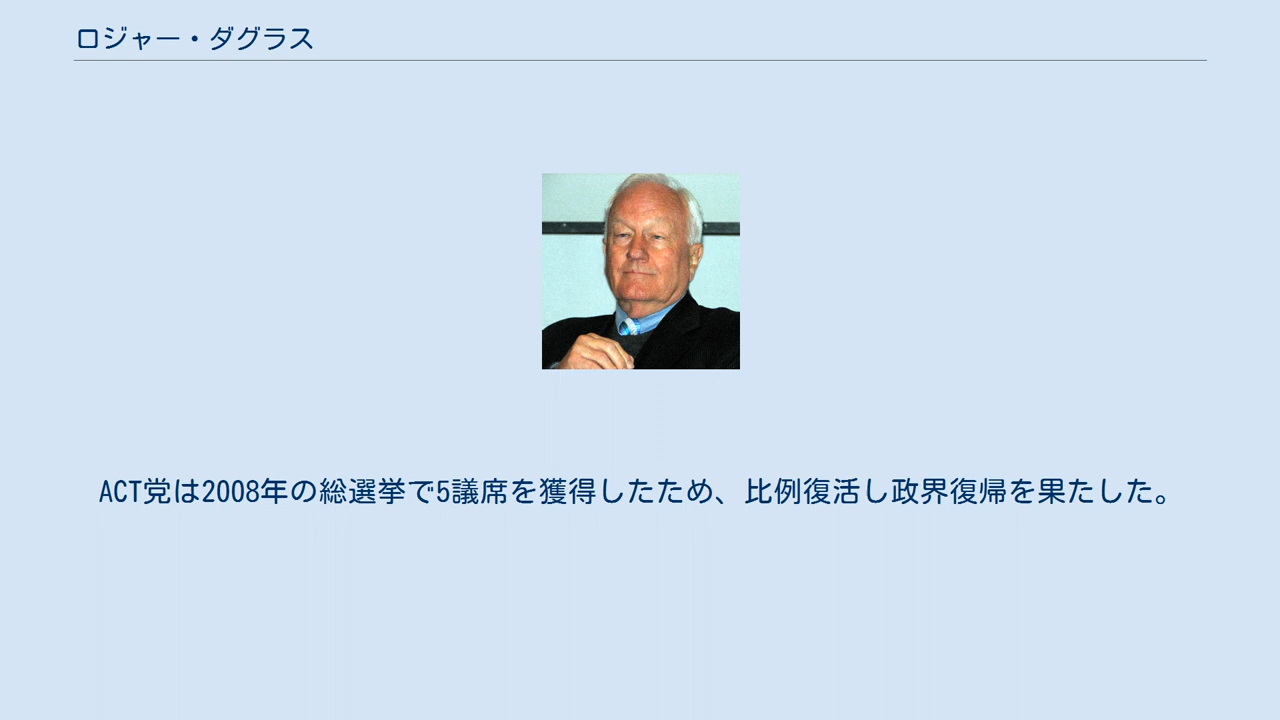 ロジャー・ダグラス
ACT党は2008年の総選挙で5議席を獲得したため、比例復活し政界復帰を果たした。